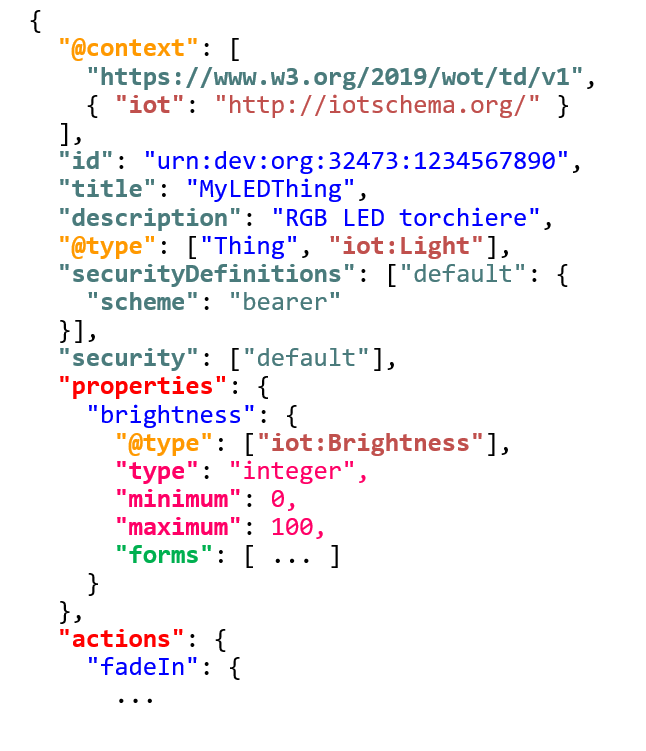 {
  "@context": [
    "https://www.w3.org/2019/wot/td/v1",
    { "iot": "http://iotschema.org/" }
  ],
  "id": "urn:dev:org:32473:1234567890",
  "title": "MyLEDThing",
  "description": "RGB LED torchiere",
  "@type": ["Thing", "iot:Light"],
  "securityDefinitions": ["default": {
    "scheme": "bearer"
  }],
  "security": ["default"],
  "properties": {
    "brightness": {
      "@type": ["iot:Brightness"],
      "type": "integer",
      "minimum": 0,
      "maximum": 100,
      "forms": [ ... ]
    }
  },
  "actions": {
    "fadeIn": {
      ...